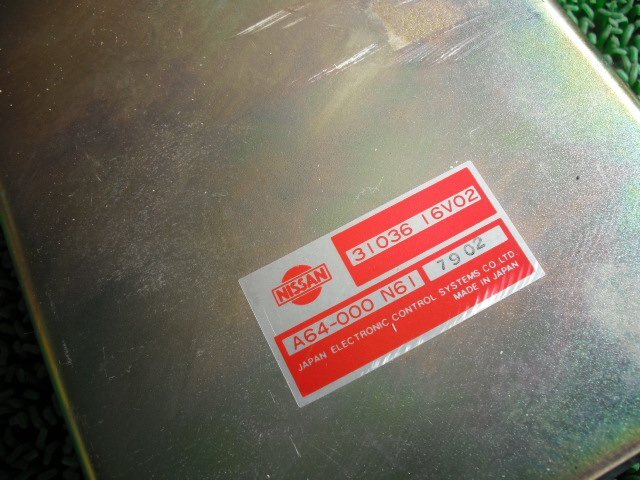 NISSAN
31036 16V02
A64-000 N61
7902
JAPAN ELECTRONIC CONTROL SYSTEMS CO. LTD.
MADE IN JAPAN